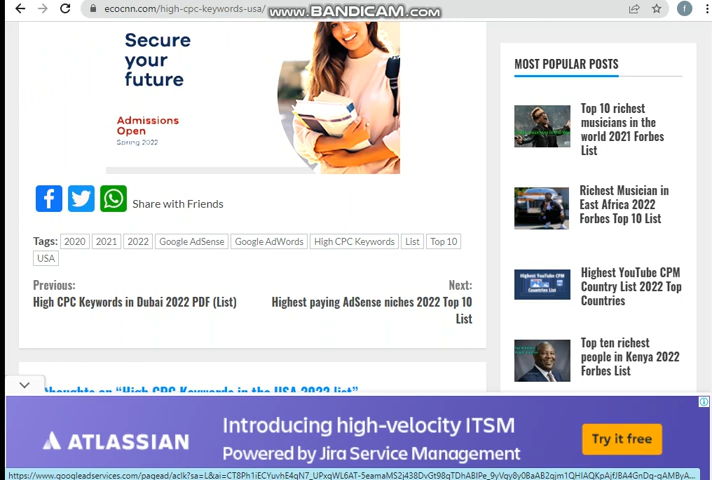 ecocnn.com/high-cpc-keywords-usa/
www.BANDICAM.com
f
Secure
your
future
Admissions
Open
Spring 2022
Share with Friends
Tags: 2020 2021 2022 Google AdSense Google AdWords High CPC Keywords List Top 10
USA
Previous:
High CPC Keywords in Dubai 2022 PDF (List)
Next:
Highest paying AdSense niches 2022 Top 10
List
thoughts on “High CPC Keywords in the USA 2022 list”
MOST POPULAR POSTS
Top 10 richest
musicians in the
world 2021 Forbes
List
Richest Musician in
East Africa 2022
Forbes Top 10 List
Highest YouTube CPM
Country List 2022 Top
Countries
Top ten richest
people in Kenya 2022
Forbes List
ATLASSIAN
Introducing high-velocity ITSM
Powered by Jira Service Management
Try it free